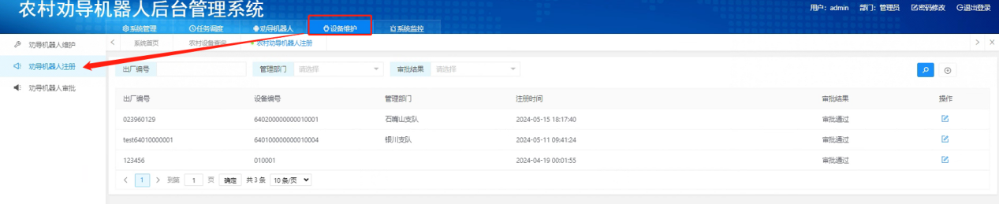 农村劝导机器人后台管理系统
用户: admin 部门: 管理员 密码修改 退出登录
系统管理 任务调度 劝导机器人 设备维护 系统监控
劝导机器人维护
劝导机器人注册
劝导机器人审批
系统首页 农村设备查询 农村劝导机器人注册
出厂编号 管理部门 请选择 审批结果 请选择
出厂编号 设备编号 管理部门 注册时间 审批结果 操作
023960129 640200000000010001 石嘴山支队 2024-05-15 18:17:40 审批通过
test64010000001 640100000000010004 银川支队 2024-05-11 09:41:24 审批通过
123456 010001 2024-04-19 00:01:55 审批通过
1 到第 1 页 确定 共 3 条 10 条/页